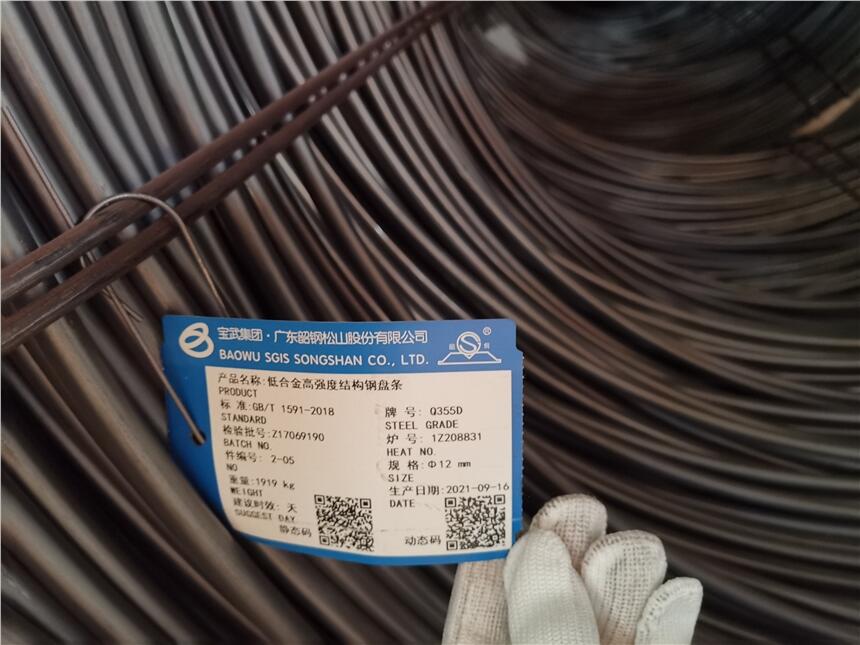 宝武集团·广东韶钢松山股份有限公司
BAOWU SGIS SONGSHAN CO., LTD.
®
产品名称:低合金高强度结构钢盘条
PRODUCT
标 准:GB/T 1591-2018
STANDARD
牌 号: Q355D
STEEL GRADE
检验批号:Z17069190
BATCH NO.
炉 号: 1Z208831
HEAT NO.
件编号: 2-05
NO
规 格:Φ12 mm
SIZE
重量:1919 kg
WEIGHT
生产日期:2021-09-16
DATE
建议时效: 天
SUGGEST DAY
静态码
动态码